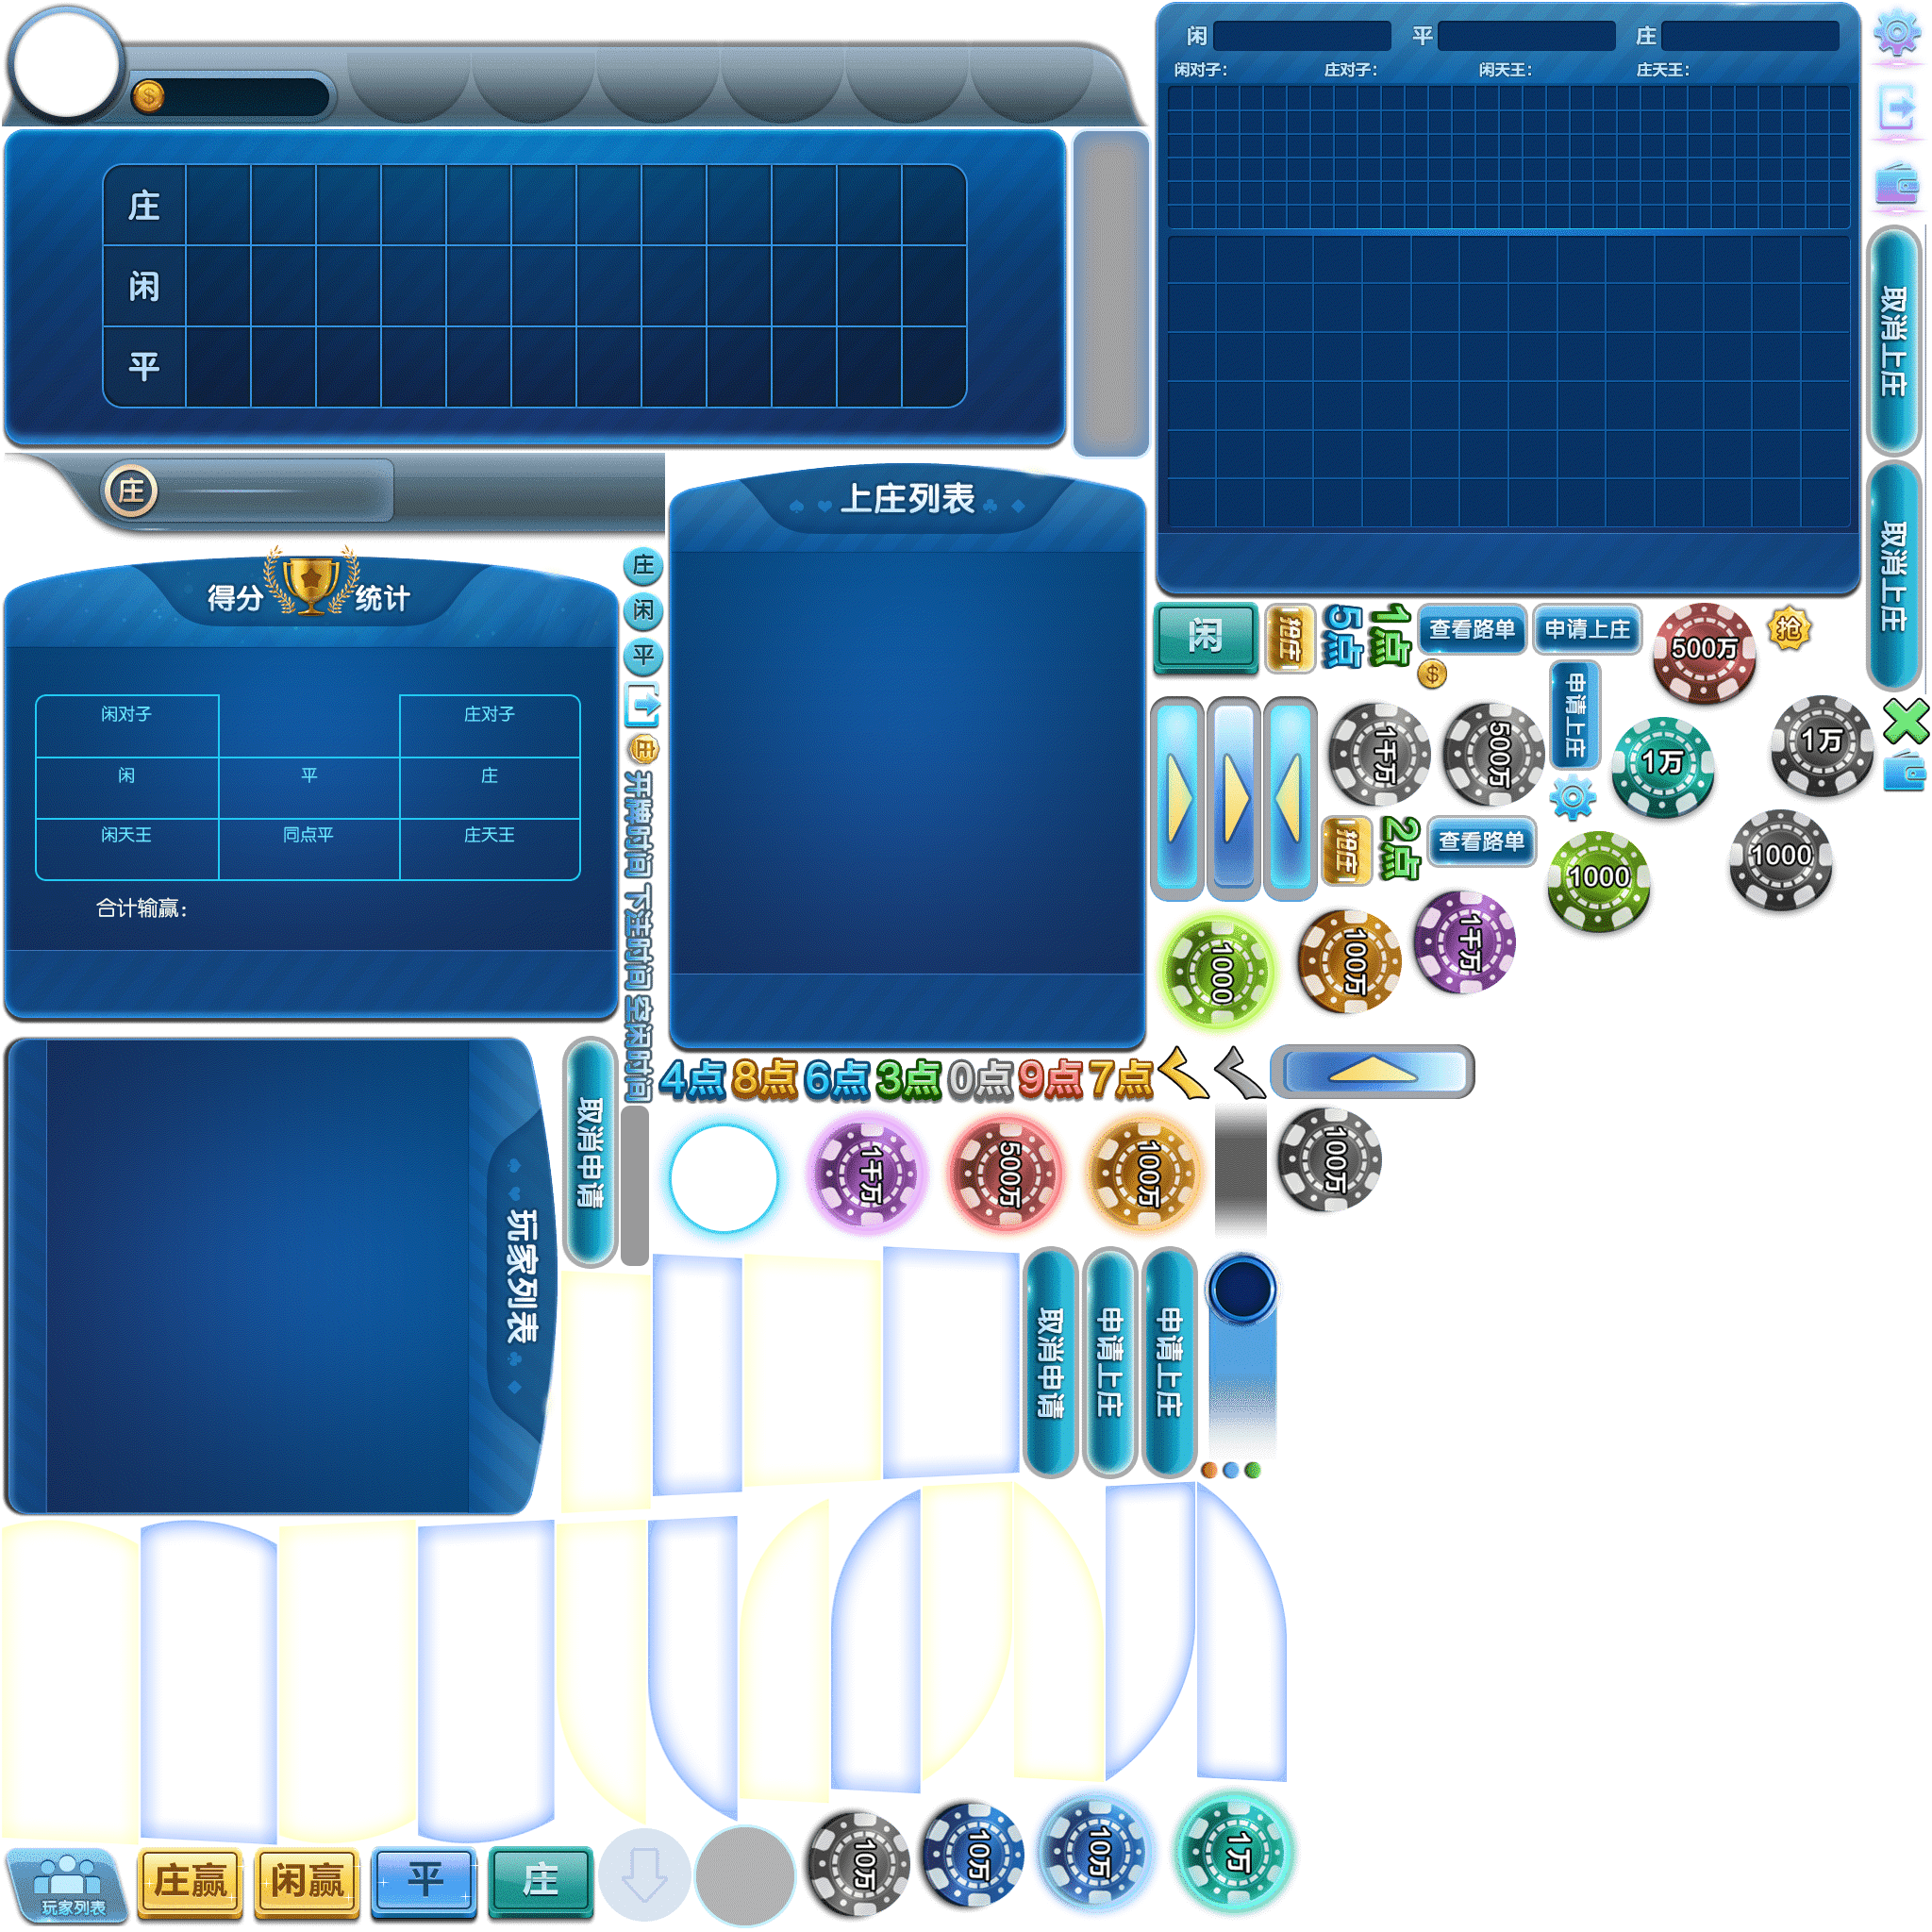 闲 平 庄
闲对子: 庄对子: 闲天王: 庄天王:
庄
闲
平
取消上庄
庄
上庄列表
得分 统计
庄
闲
平
庄
闲对子 庄对子
闲 平 庄
闲天王 同点平 庄天王
合计输赢:
开牌时间
下注时间
空闲时间
取消上庄
闲
抢庄
5点
1点
查看路单
申请上庄
500万
抢
申请上庄
1千万
500万
1万
1万
抢庄
2点
查看路单
1000
1000
1000
100万
1千万
玩家列表
取消申请
4点
8点
6点
3点
0点
9点
7点
1千万
500万
100万
100万
取消申请
申请上庄
申请上庄
玩家列表
庄赢
闲赢
平
庄
10万
10万
10万
1万